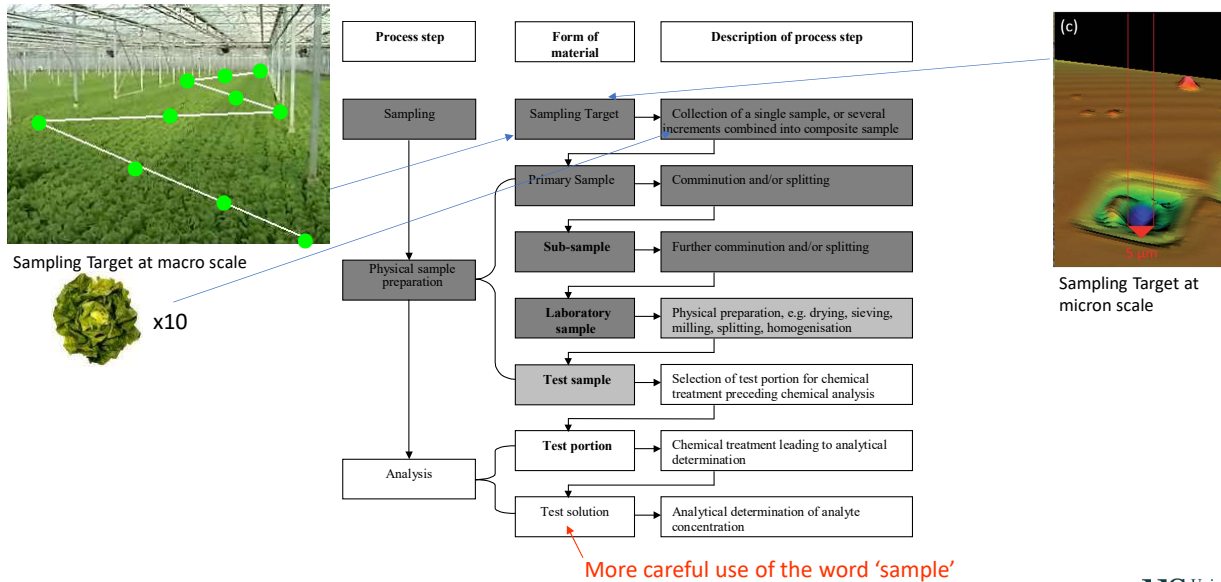 Process step
Form of
material
Description of process step
(c)
Sampling
Sampling Target
Collection of a single sample, or several
increments combined into composite sample
Primary Sample
Comminution and/or splitting
Sub-sample
Further comminution and/or splitting
Physical sample
preparation
5 µm
Sampling Target at macro scale
Sampling Target at
micron scale
x10
Laboratory
sample
Physical preparation, e.g. drying, sieving,
milling, splitting, homogenisation
Test sample
Selection of test portion for chemical
treatment preceding chemical analysis
Test portion
Chemical treatment leading to analytical
determination
Analysis
Test solution
Analytical determination of analyte
concentration
More careful use of the word ‘sample’